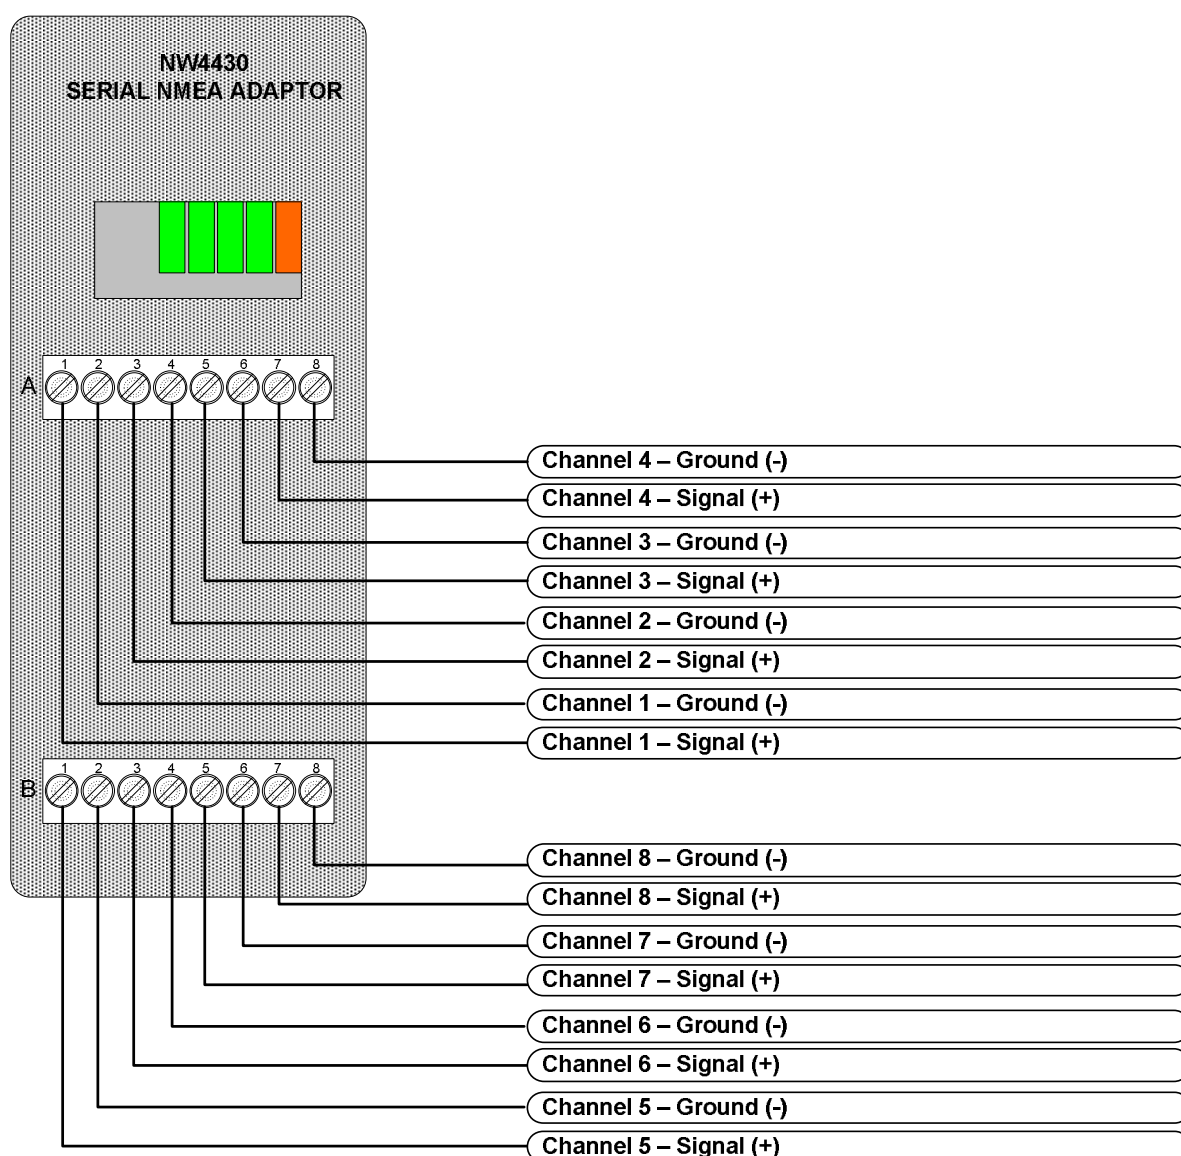 NW4430
SERIAL NMEA ADAPTOR
1 2 3 4 5 6 7 8
A
Channel 4 – Ground (-)
Channel 4 – Signal (+)
Channel 3 – Ground (-)
Channel 3 – Signal (+)
Channel 2 – Ground (-)
Channel 2 – Signal (+)
Channel 1 – Ground (-)
Channel 1 – Signal (+)
1 2 3 4 5 6 7 8
B
Channel 8 – Ground (-)
Channel 8 – Signal (+)
Channel 7 – Ground (-)
Channel 7 – Signal (+)
Channel 6 – Ground (-)
Channel 6 – Signal (+)
Channel 5 – Ground (-)
Channel 5 – Signal (+)